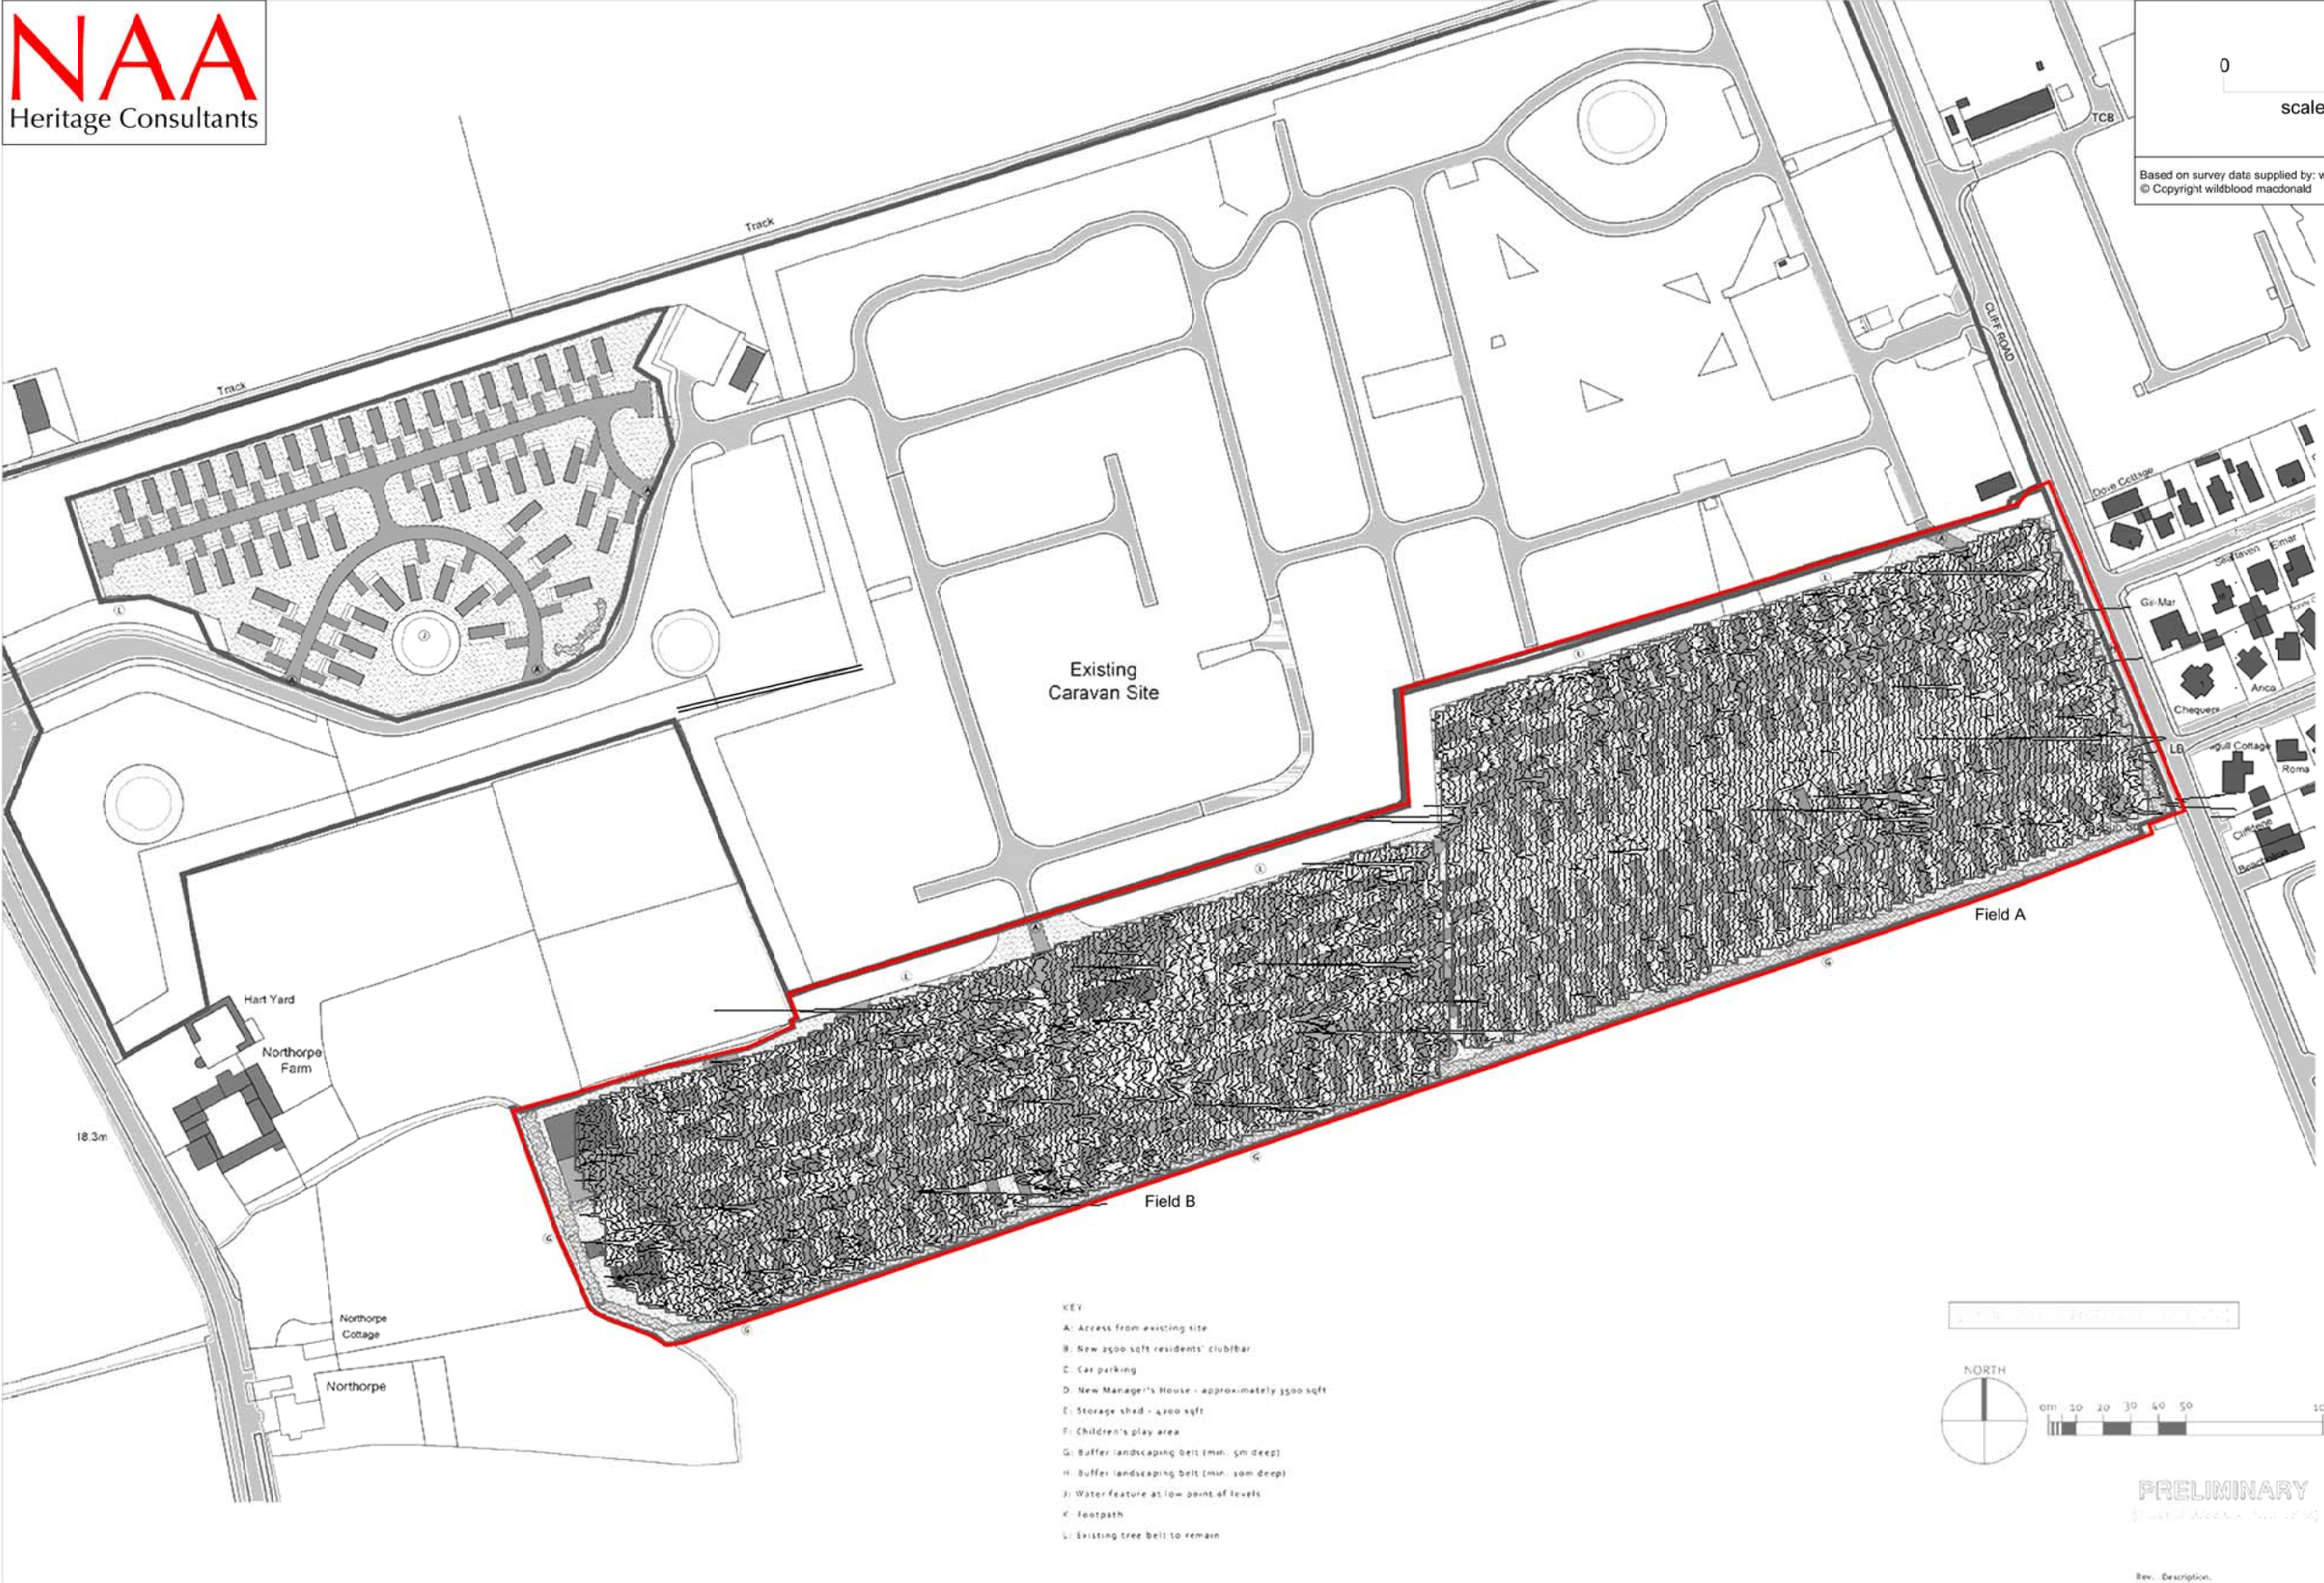 NAA
Heritage Consultants
0
scale
TCB
Based on survey data supplied by: w
© Copyright wildblood macdonald
Track
Track
CLIFF ROAD
Dove Cottage
Seahaven
Elmar
Gil-Mar
Anca
Chequers
LB
Roma
Existing
Caravan Site
Field A
Hart Yard
Northorpe
Farm
18.3m
Field B
Northorpe
Cottage
Northorpe
KEY
A: Access from existing site
B: New 2500 sqft residents' club/bar
C: Car parking
D: New Manager's House - approximately 3500 sqft
E: Storage shed - 4200 sqft
F: Children's play area
G: Buffer landscaping belt (min. 5m deep)
H: Buffer landscaping belt (min. 10m deep)
J: Water feature at low point of levels
K: Footpath
L: Existing tree belt to remain
NORTH
0m 10 20 30 40 50 10
PRELIMINARY
Rev. Description.